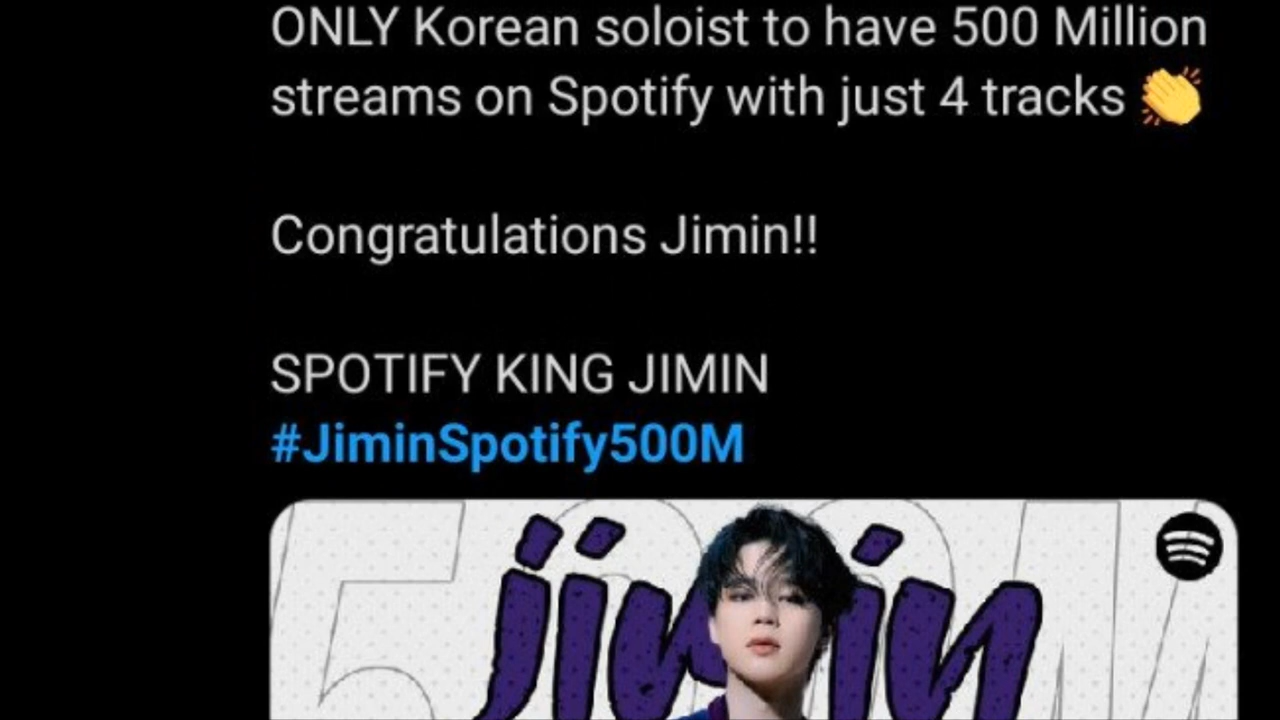 ONLY Korean soloist to have 500 Million
streams on Spotify with just 4 tracks 👏
Congratulations Jimin!!
SPOTIFY KING JIMIN
#JiminSpotify500M
500M
jimin